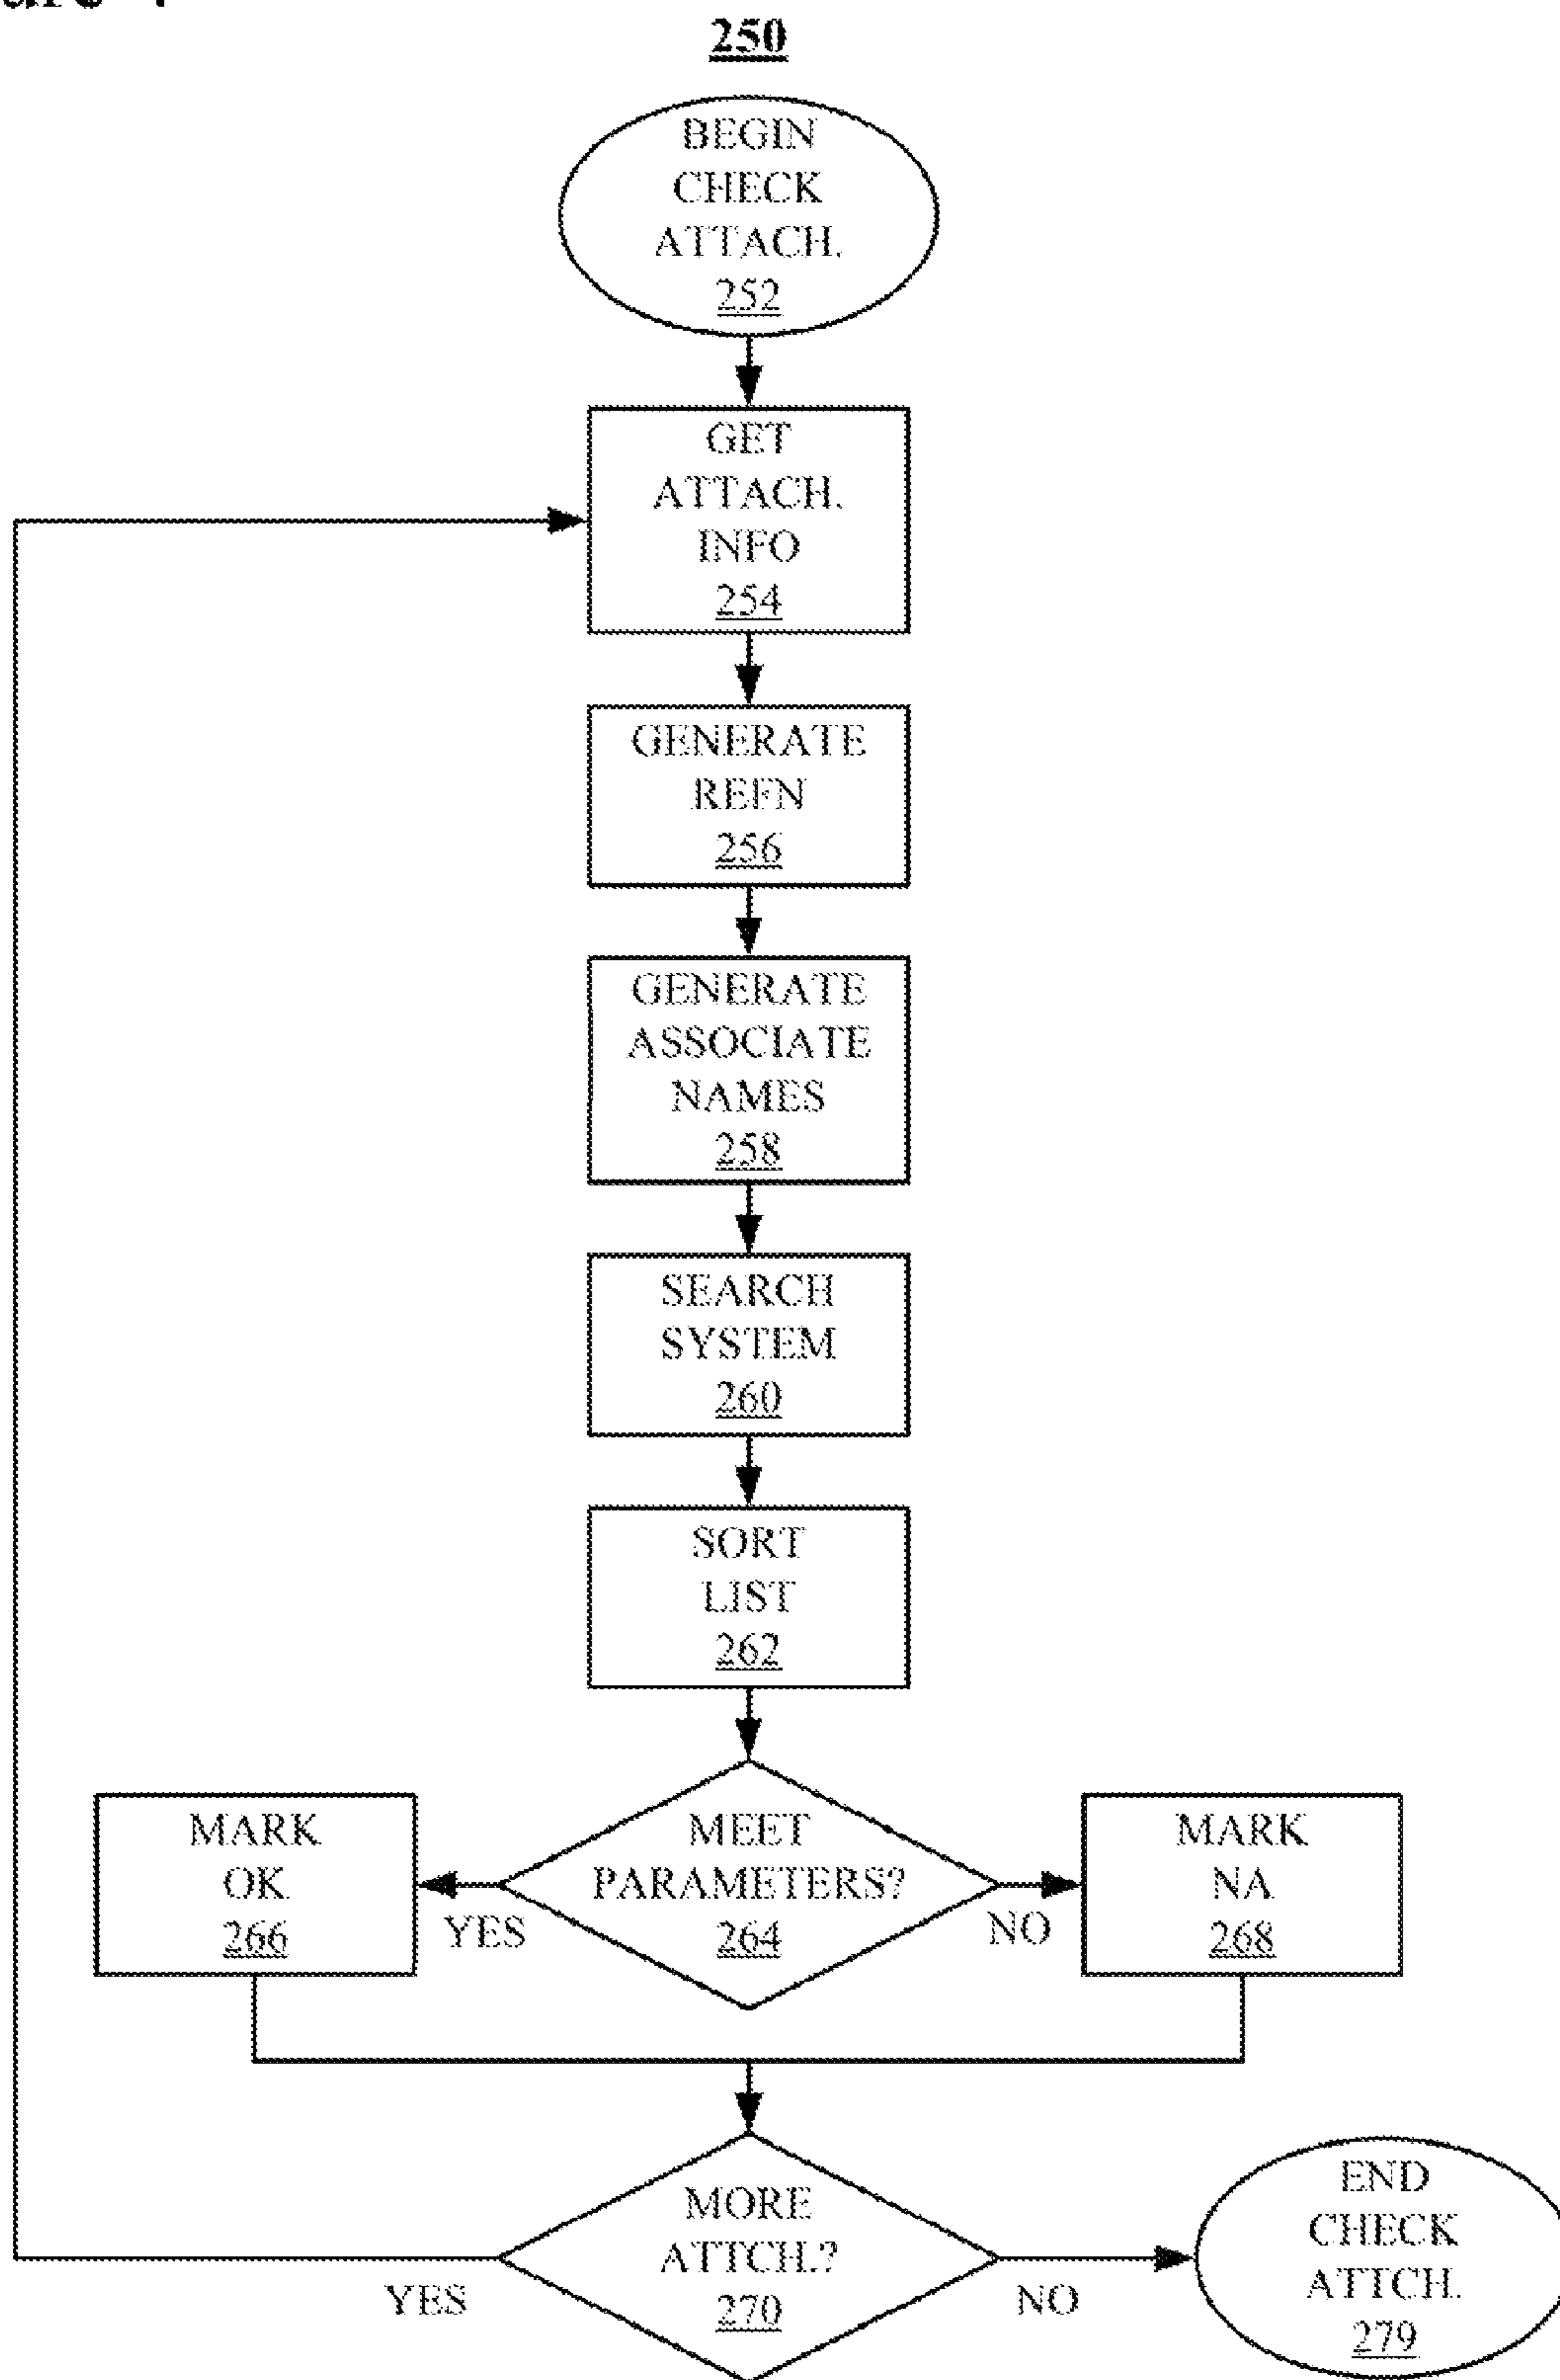 250
BEGIN
CHECK
ATTACH.
252
GET
ATTACH.
INFO
254
GENERATE
REFN
256
GENERATE
ASSOCIATE
NAMES
258
SEARCH
SYSTEM
260
SORT
LIST
262
MARK
OK
266
YES
MEET
PARAMETERS?
264
NO
MARK
NA
268
MORE
ATTCH.?
270
YES
NO
END
CHECK
ATTCH.
279